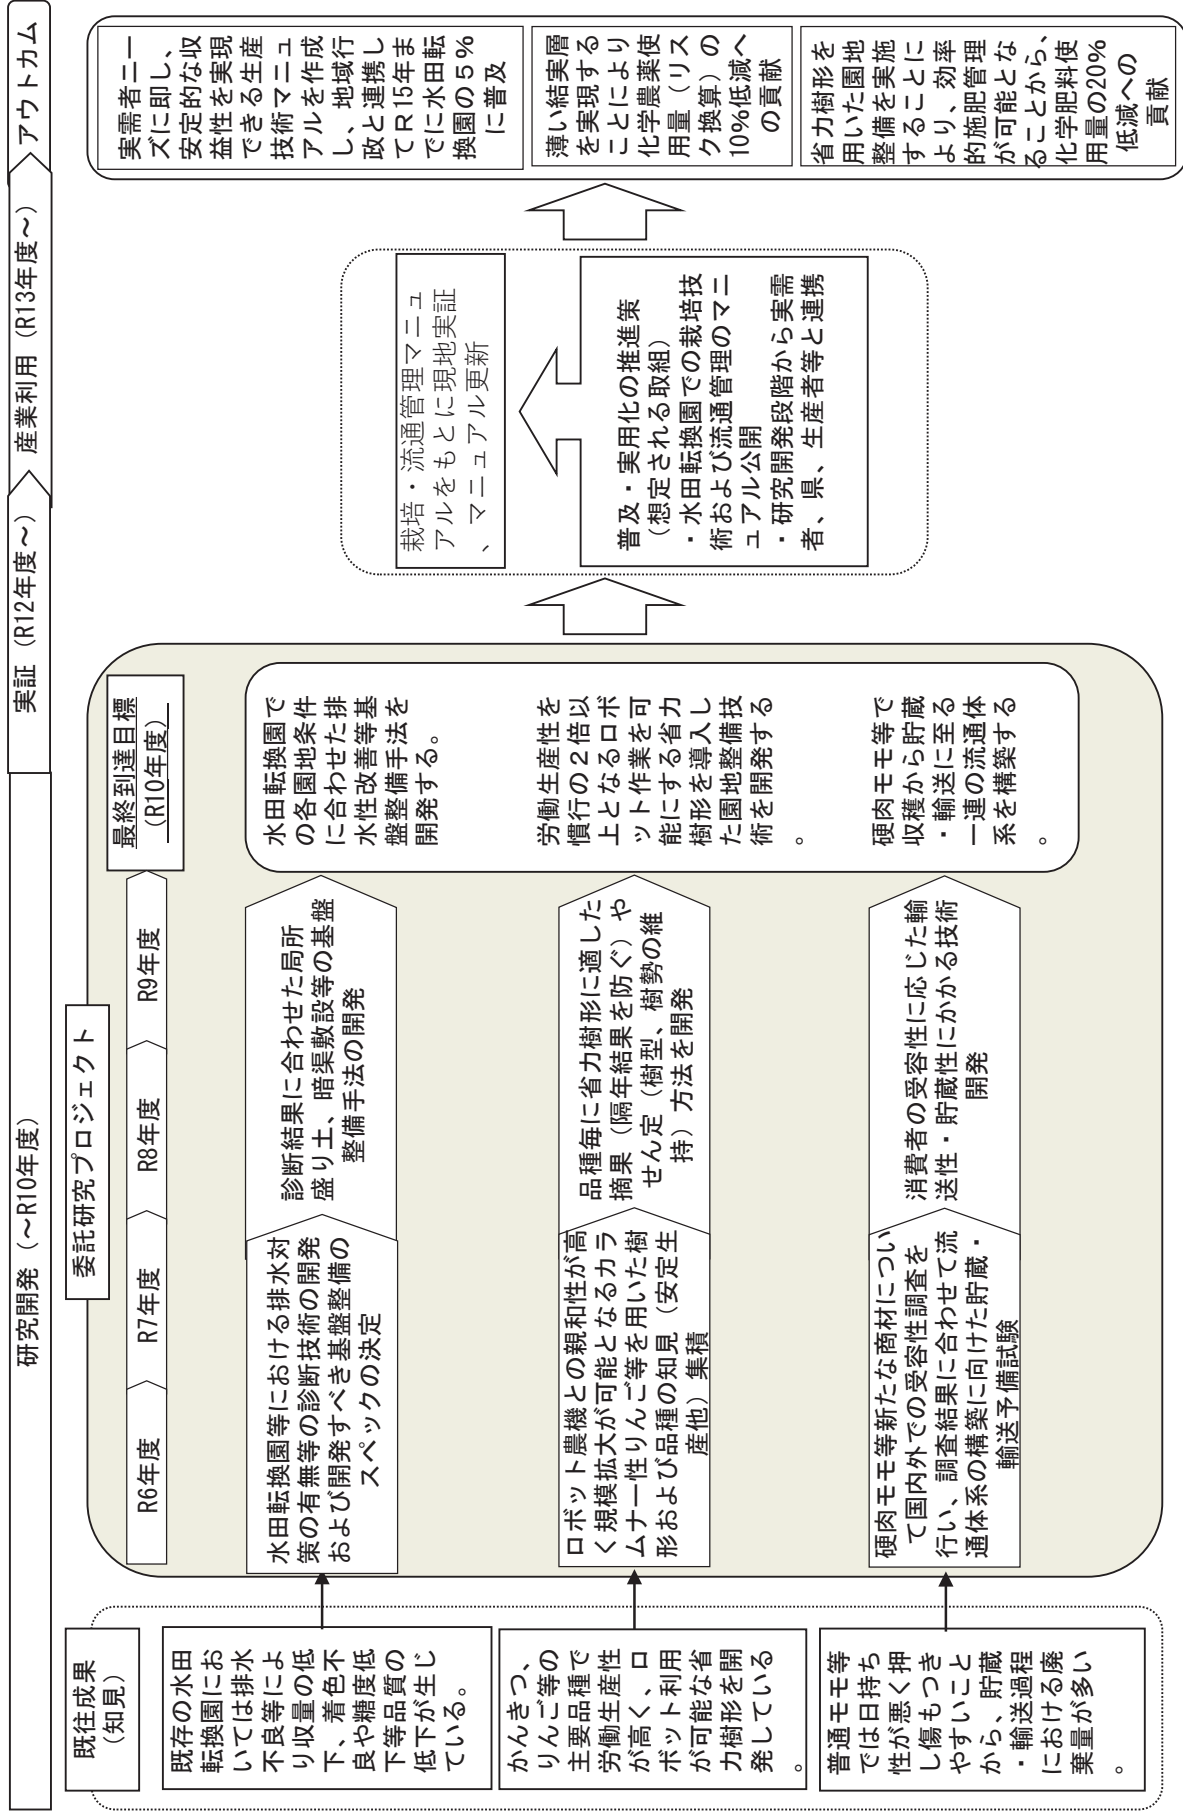 研究開発（～R10年度）
実証（R12年度～）
産業利用（R13年度～）
アウトカム
既往成果
（知見）
既存の水田
転換園にお
いては排水
不良等によ
り収量の低
下、着色不
良や糖度低
下等品質の
低下が生じ
ている。
かんきつ、
りんご等の
主要品種で
労働生産性
が高く、ロ
ボット利用
が可能な省
力樹形を開
発している
。
普通モモ等
では日持ち
性が悪く押
し傷もつき
やすいこと
から、貯蔵
・輸送過程
における廃
棄量が多い
。
委託研究プロジェクト
R6年度
R7年度
R8年度
R9年度
最終到達目標
（R10年度）
水田転換園等における排水対
策の有無等の診断技術の開発
および開発すべき基盤整備の
スペックの決定
診断結果に合わせた局所
盛り土、暗渠敷設等の基盤
整備手法の開発
水田転換園で
の各園地条件
に合わせた排
水性改善等基
盤整備手法を
開発する。
ロボット農機との親和性が高
く規模拡大が可能となるカラ
ムナー性りんご等を用いた樹
形および品種の知見（安定生
産他）集積
品種毎に省力樹形に適した
摘果（隔年結果を防ぐ）や
せん定（樹型、樹勢の維
持）方法を開発
労働生産性を
慣行の２倍以
上となるロボ
ット作業を可
能にする省力
樹形を導入し
た園地整備技
術を開発する
。
硬肉モモ等新たな商材につい
て国内外での受容性調査を
行い、調査結果に合わせて流
通体系の構築に向けた貯蔵・
輸送予備試験
消費者の受容性に応じた輸
送性・貯蔵性にかかる技術
開発
硬肉モモ等で
収穫から貯蔵
・輸送に至る
一連の流通体
系を構築する
。
栽培・流通管理マニュ
アルをもとに現地実証
、マニュアル更新
普及・実用化の推進策
（想定される取組）
・水田転換園での栽培技
術および流通管理のマニ
ュアル公開
・研究開発段階から実需
者、県、生産者等と連携
実需者ニー
ズに即し、
安定的な収
益性を実現
できる生産
技術マニュ
アルを作成
し、地域行
政と連携し
てＲ15年ま
でに水田転
換園の５％
に普及
薄い結実層
を実現する
ことにより
化学農薬使
用量（リス
ク換算）の
10％低減へ
の貢献
省力樹形を
用いた園地
整備を実施
することに
より、効率
的施肥管理
が可能とな
ることから、
化学肥料使
用量の20％
低減への
貢献